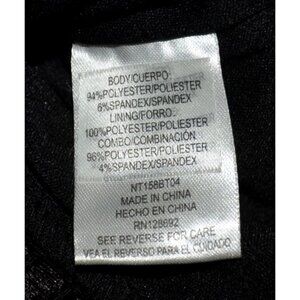 BODY/CUERPO:
94%POLYESTER/POLIESTER
6%SPANDEX/SPANDEX
LINING/FORRO:
100%POLYESTER/POLIESTER
COMBO/COMBINACIÓN
96%POLYESTER/POLIESTER
4%SPANDEX/SPANDEX
NT158BT04
MADE IN CHINA
HECHO EN CHINA
RN128692
SEE REVERSE FOR CARE
VEA EL REVERSO PARA EL CUIDADO